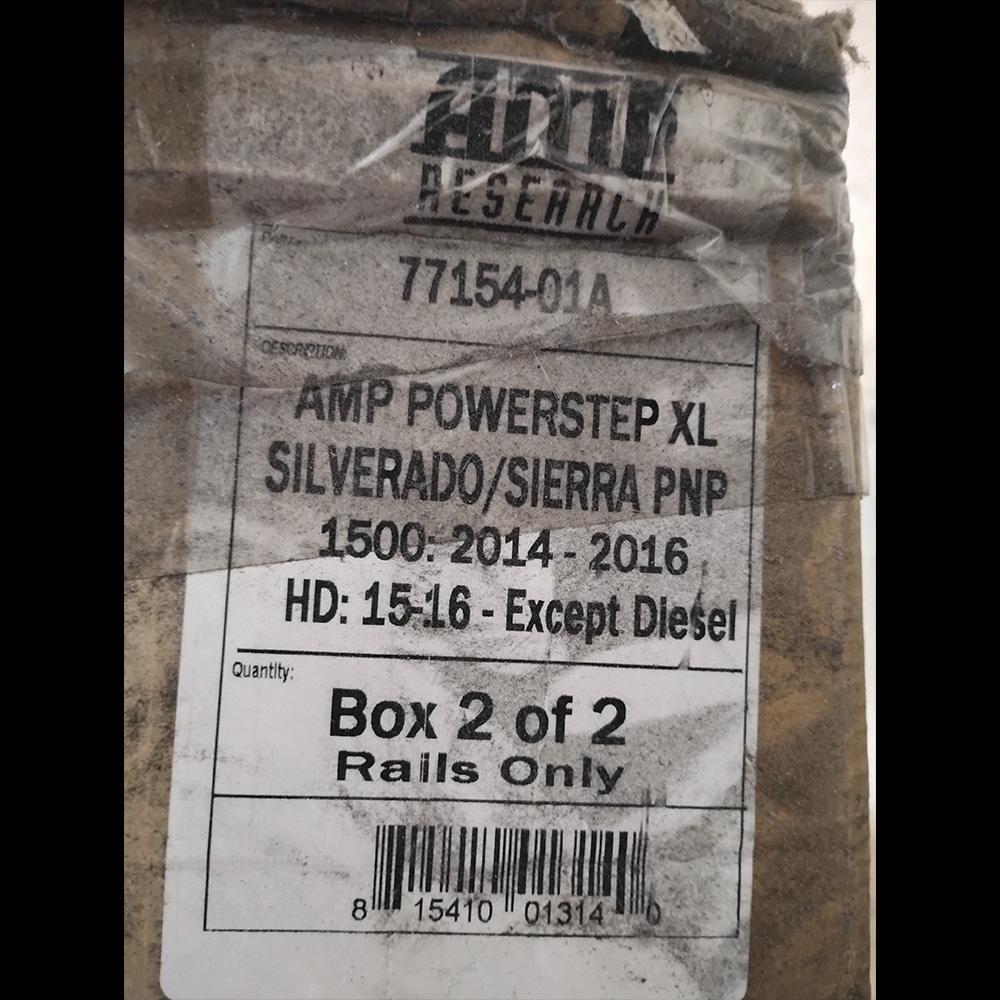 AMP
RESEARCH
77154-01A
DESCRIPTION:
AMP POWERSTEP XL
SILVERADO/SIERRA PNP
1500: 2014 - 2016
HD: 15-16 - Except Diesel
Quantity:
Box 2 of 2
Rails Only
8 15410 01314 0